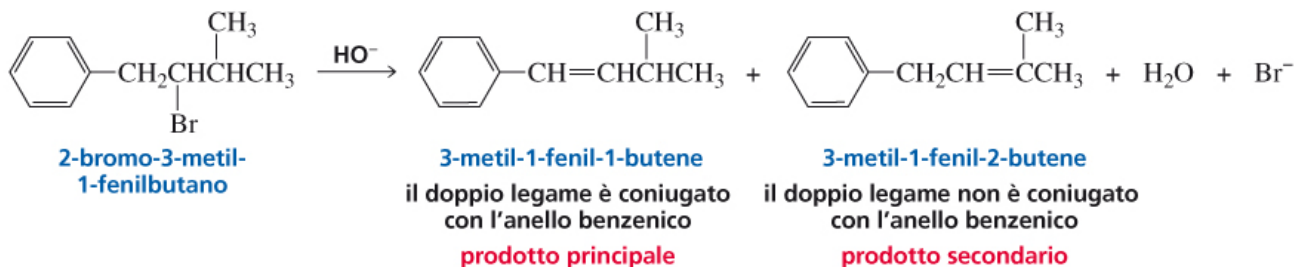 CH₃ CH₃ CH₃
HO⁻
CH₂CHCHCH₃ CH=CHCHCH₃ + CH₂CH=CCH₃ + H₂O + Br⁻
Br
2-bromo-3-metil- 3-metil-1-fenil-1-butene 3-metil-1-fenil-2-butene
1-fenilbutano
il doppio legame è coniugato il doppio legame non è coniugato
con l’anello benzenico con l’anello benzenico
prodotto principale prodotto secondario